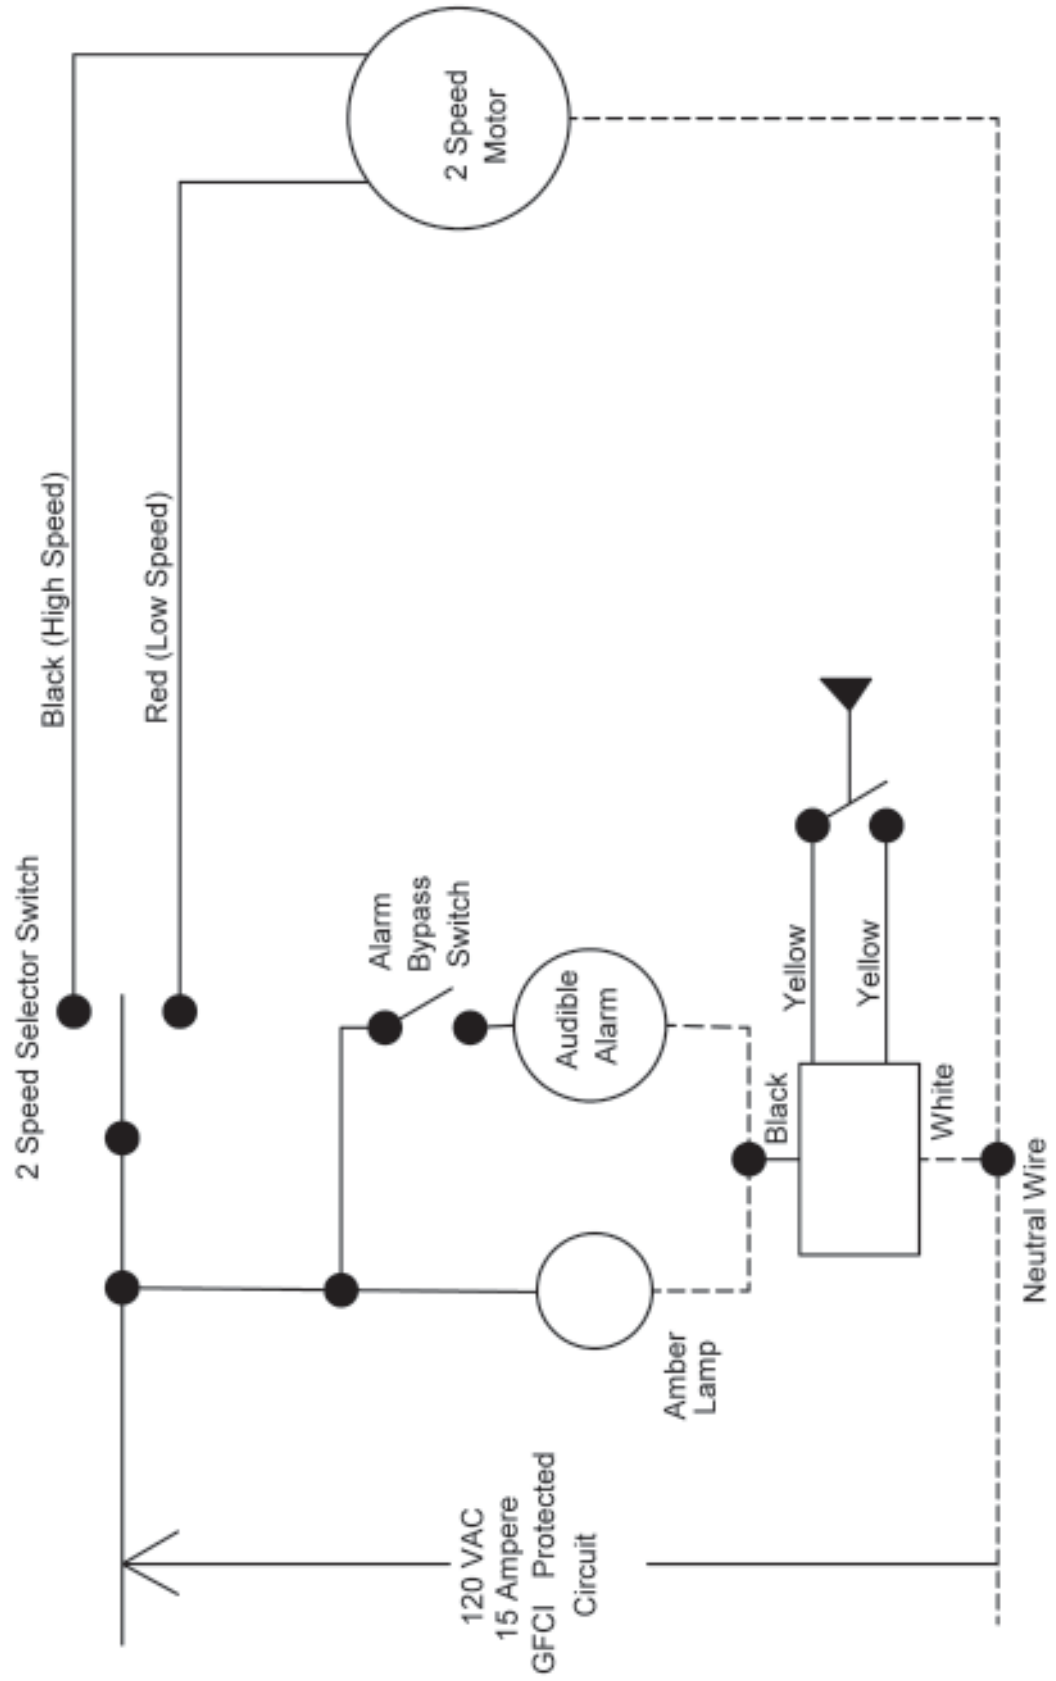 2 Speed Selector Switch
Black (High Speed)
Red (Low Speed)
2 Speed
Motor
Alarm
Bypass
Switch
Audible
Alarm
Amber
Lamp
Black
Yellow
Yellow
White
120 VAC
15 Ampere
GFCI Protected
Circuit
Neutral Wire